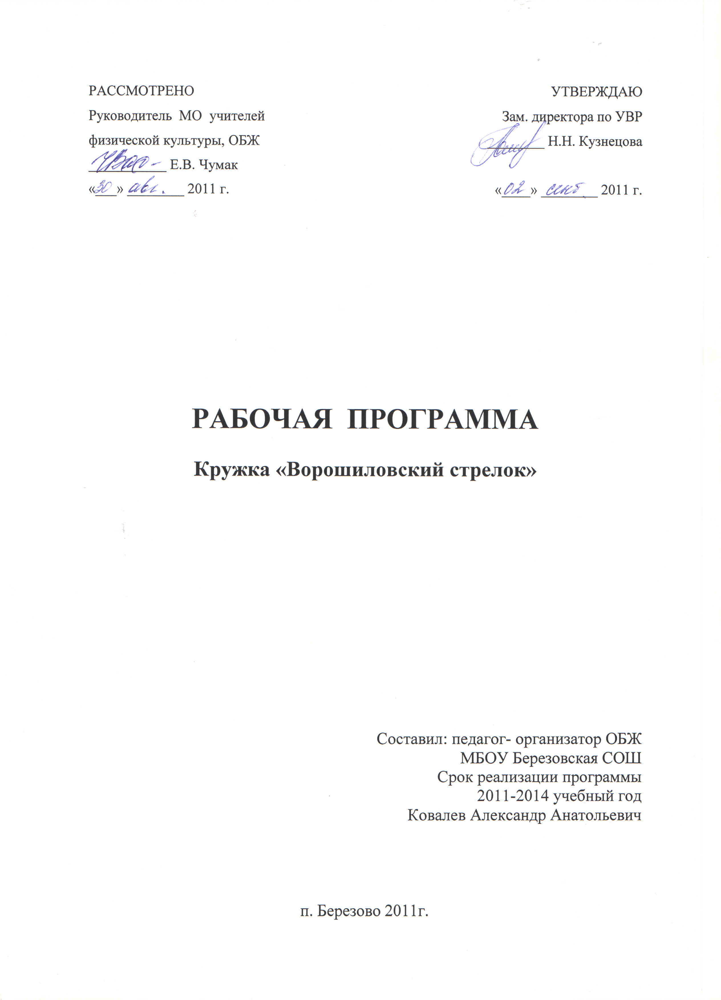 РАССМОТРЕНО
Руководитель МО учителей
физической культуры, ОБЖ
___________ Е.В. Чумак
«30» авг. 2011 г.
УТВЕРЖДАЮ
Зам. директора по УВР
________ Н.Н. Кузнецова
«02» сент. 2011 г.
РАБОЧАЯ ПРОГРАММА
Кружка «Ворошиловский стрелок»
Составил: педагог- организатор ОБЖ
МБОУ Березовская СОШ
Срок реализации программы
2011-2014 учебный год
Ковалев Александр Анатольевич
п. Березово 2011г.